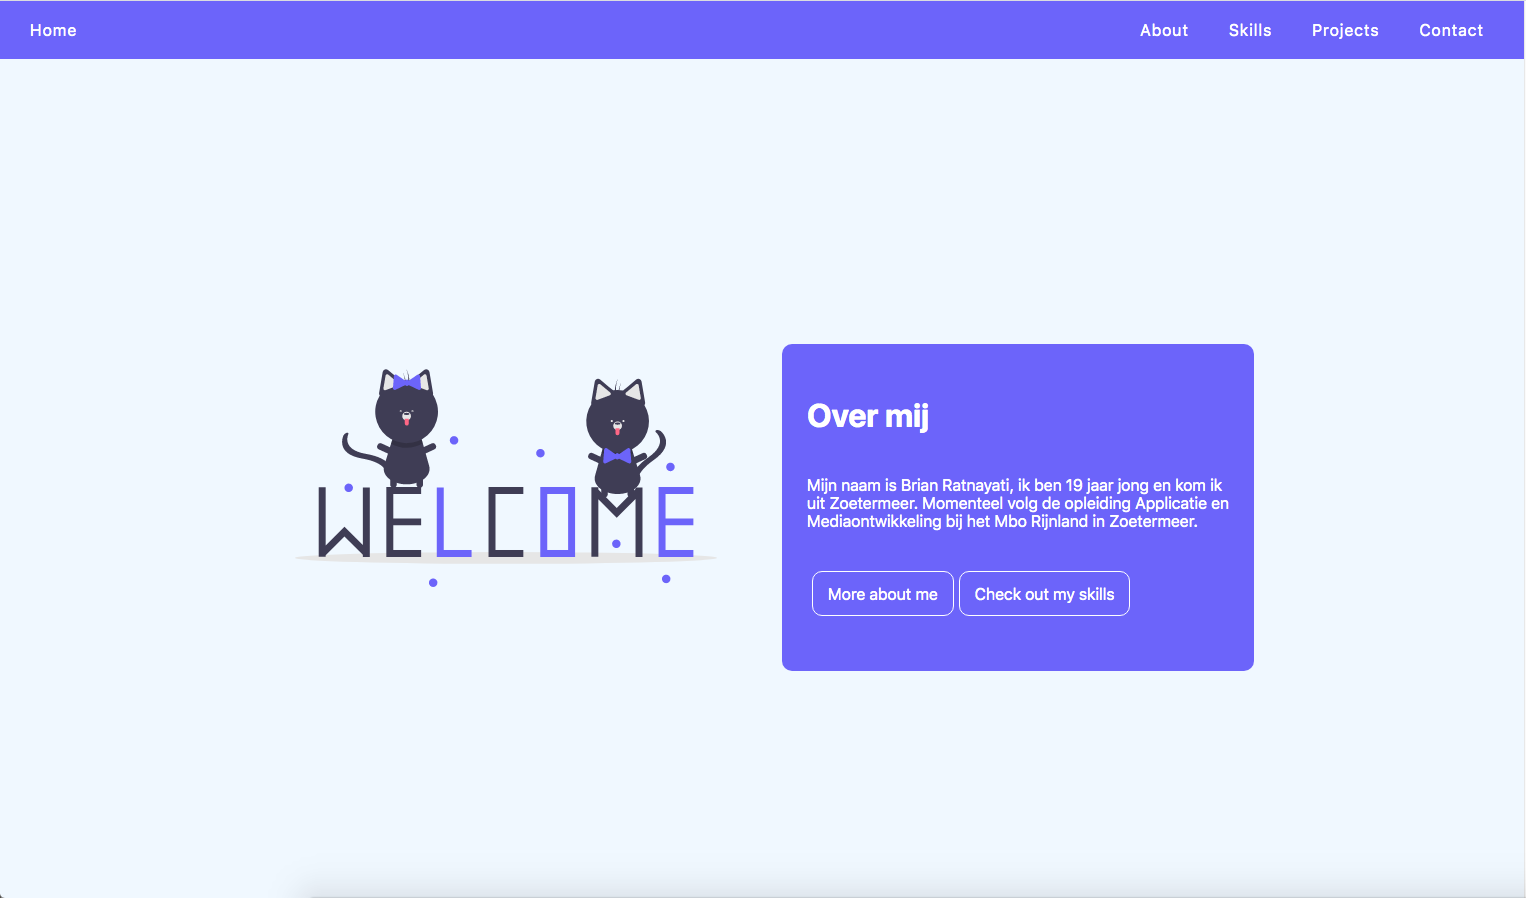 Home About Skills Projects Contact
WELCOME
Over mij
Mijn naam is Brian Ratnayati, ik ben 19 jaar jong en kom ik
uit Zoetermeer. Momenteel volg de opleiding Applicatie en
Mediaontwikkeling bij het Mbo Rijnland in Zoetermeer.
More about me Check out my skills